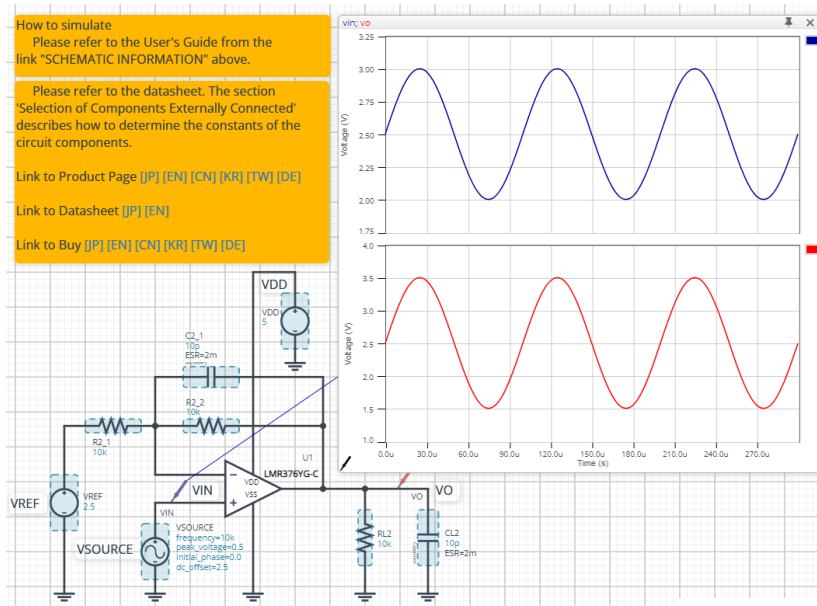 How to simulate
Please refer to the User's Guide from the
link "SCHEMATIC INFORMATION" above.
Please refer to the datasheet. The section
'Selection of Components Externally Connected'
describes how to determine the constants of the
circuit components.
Link to Product Page [JP] [EN] [CN] [KR] [TW] [DE]
Link to Datasheet [JP] [EN]
Link to Buy [JP] [EN] [CN] [KR] [TW] [DE]
vin; vo
3.25
3.00
2.75
2.50
2.25
2.00
1.75
Voltage (V)
4.0
3.5
3.0
2.5
2.0
1.5
1.0
Voltage (V)
0.0u 30.0u 60.0u 90.0u 120.0u 150.0u 180.0u 210.0u 240.0u 270.0u
Time (s)
VDD
VDD
5
C2_1
10p
ESR=2m
R2_2
10k
R2_1
10k
U1
LMR376YG-C
VDD
VSS
VREF
VREF
2.5
VIN
VIN
VSOURCE
VSOURCE
frequency=10k
peak_voltage=0.5
initial_phase=0.0
dc_offset=2.5
VO
VO
RL2
10k
CL2
10p
ESR=2m